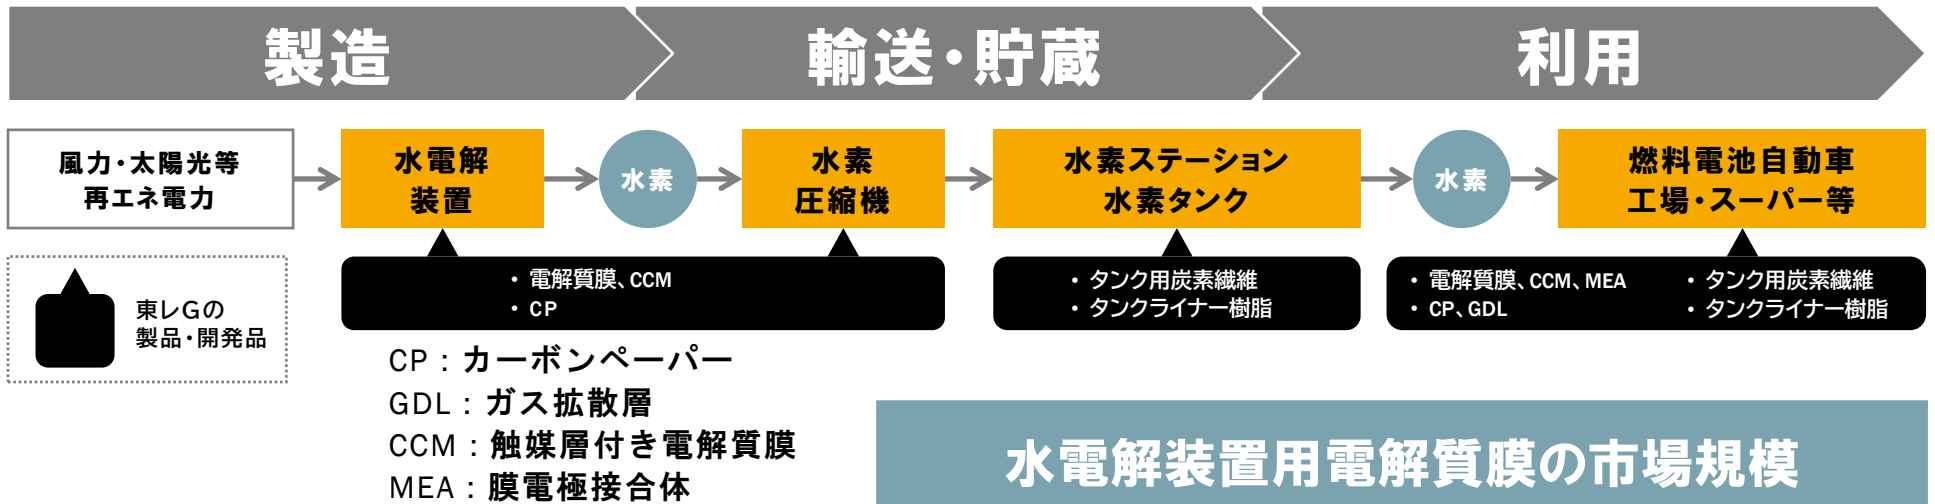 製造
輸送・貯蔵
利用
風力・太陽光等
再エネ電力
水電解
装置
水素
水素
圧縮機
水素ステーション
水素タンク
水素
燃料電池自動車
工場・スーパー等
東レGの
製品・開発品
• 電解質膜、CCM
• CP
• タンク用炭素繊維
• タンクライナー樹脂
• 電解質膜、CCM、MEA
• CP、GDL
• タンク用炭素繊維
• タンクライナー樹脂
CP：カーボンペーパー
GDL：ガス拡散層
CCM：触媒層付き電解質膜
MEA：膜電極接合体
水電解装置用電解質膜の市場規模